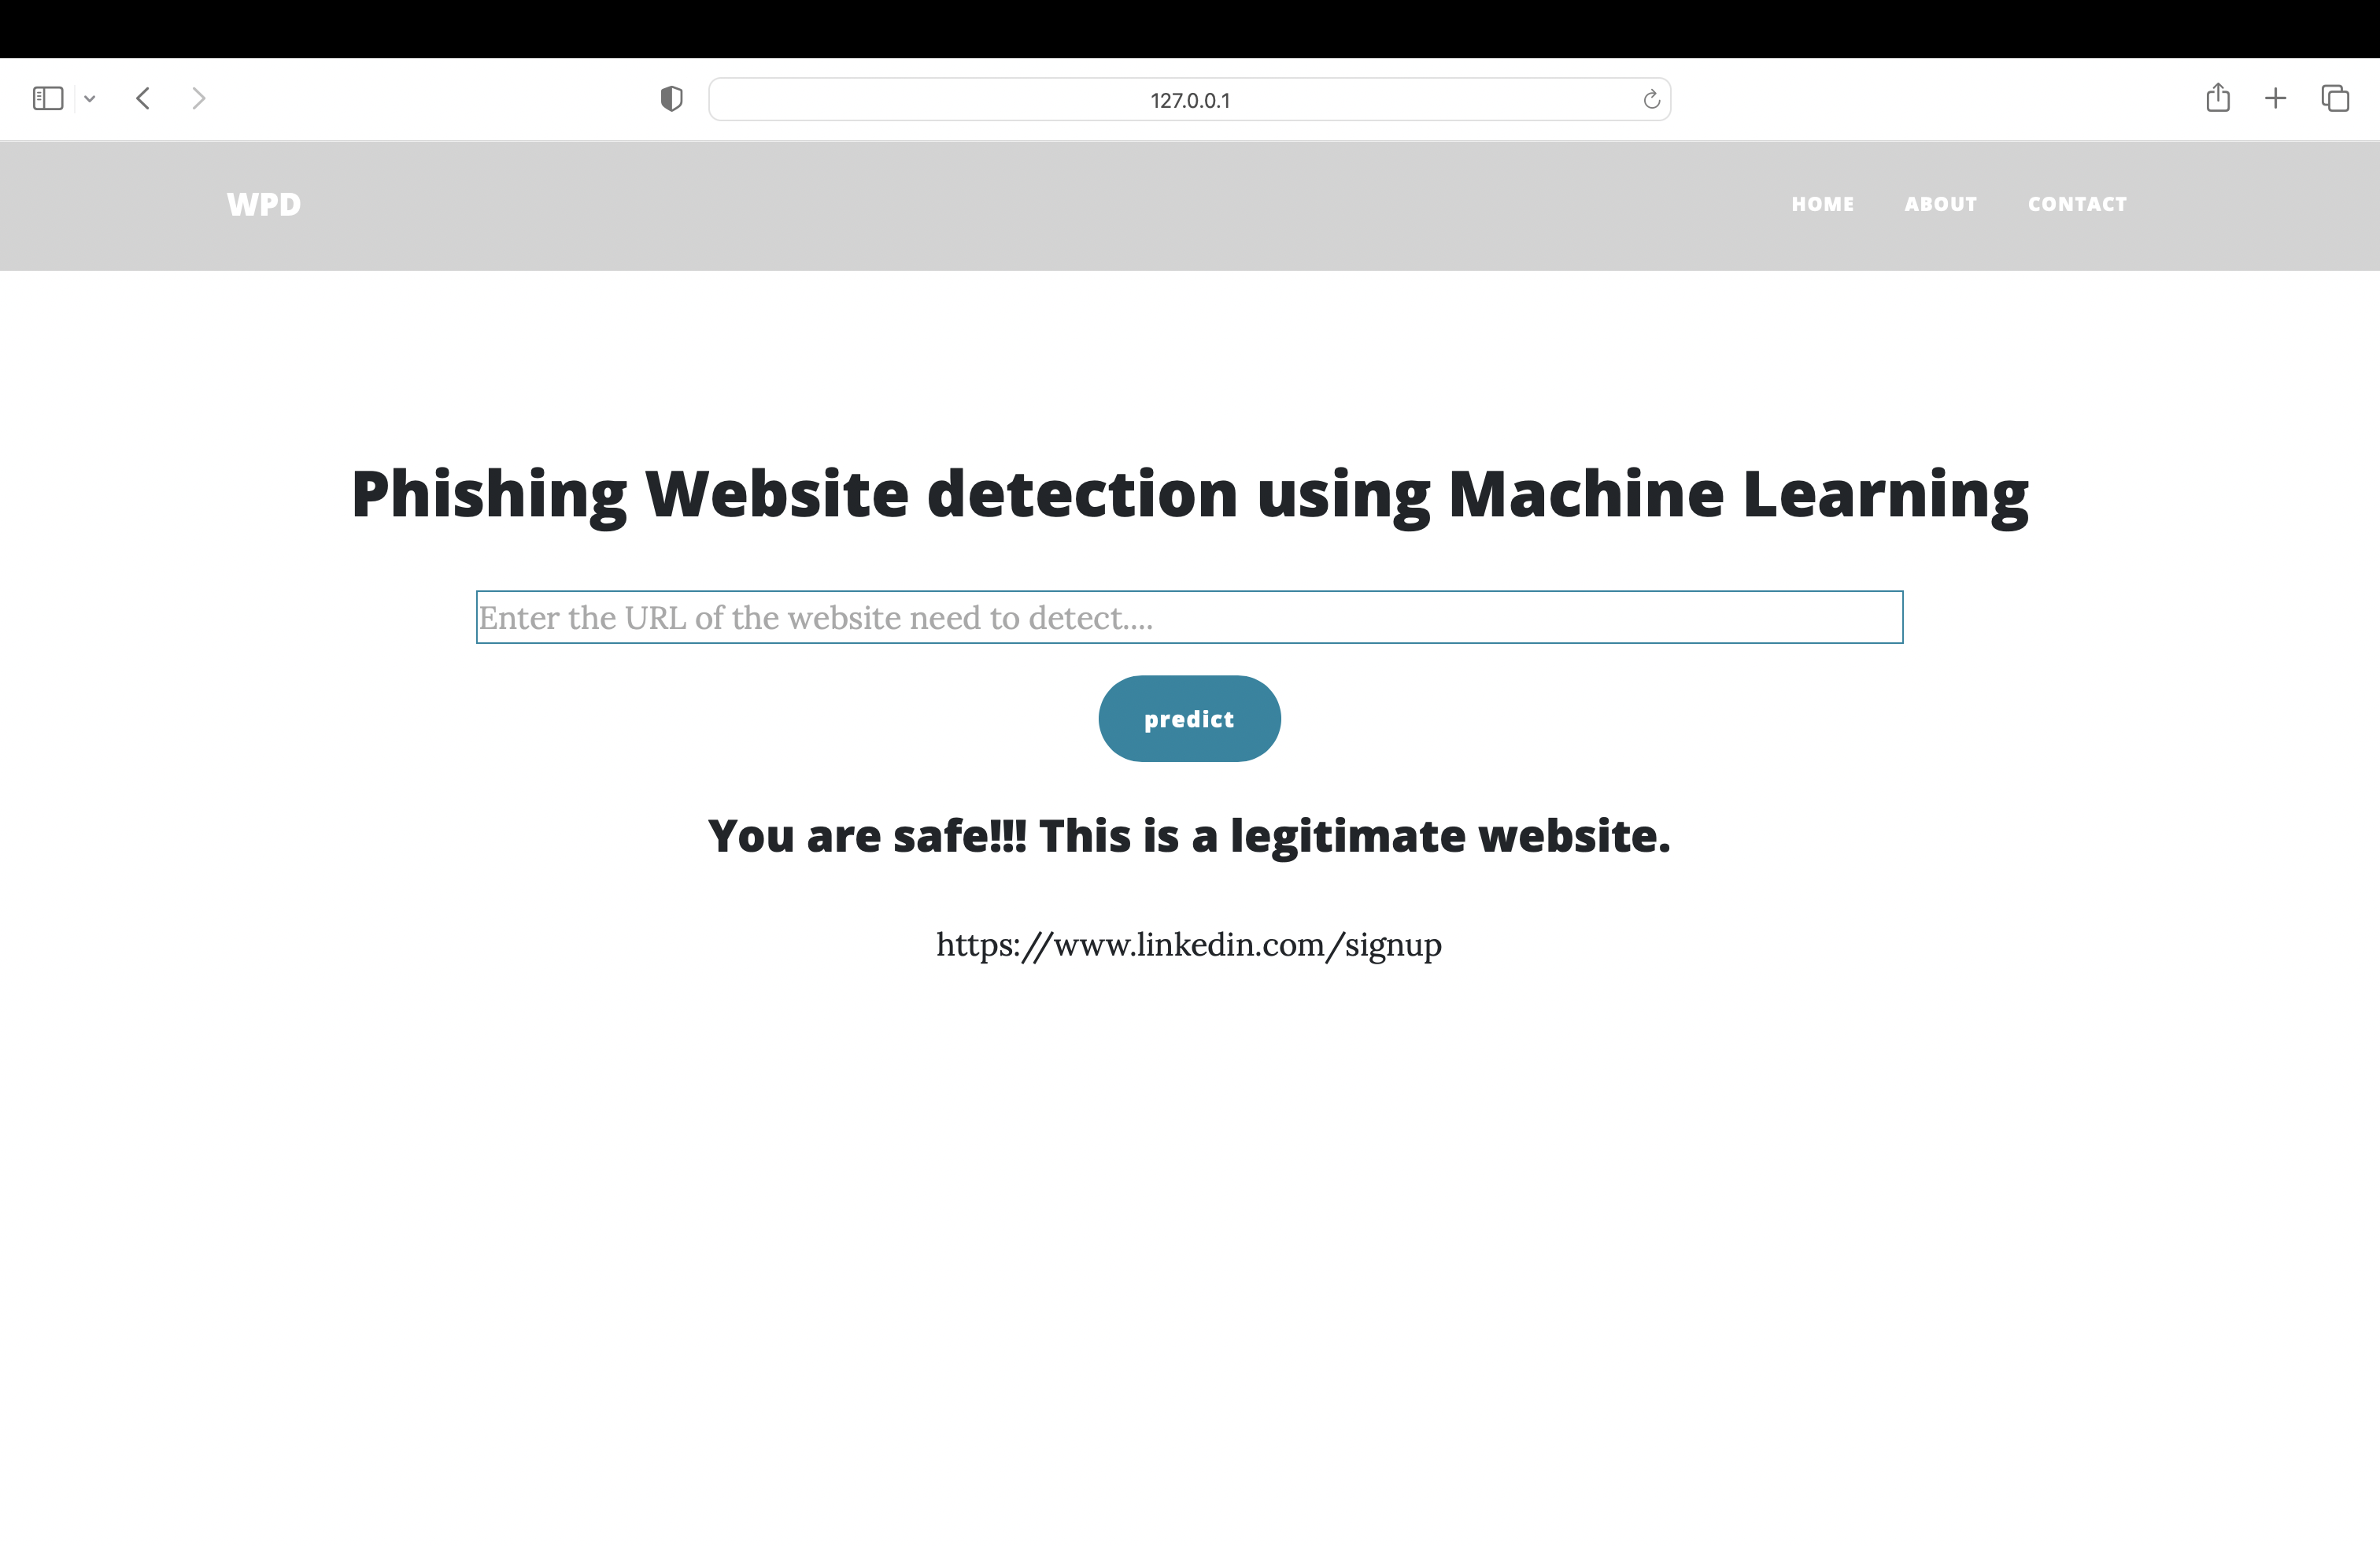 127.0.0.1
WPD
HOME ABOUT CONTACT
Phishing Website detection using Machine Learning
Enter the URL of the website need to detect....
predict
You are safe!!! This is a legitimate website.
https://www.linkedin.com/signup